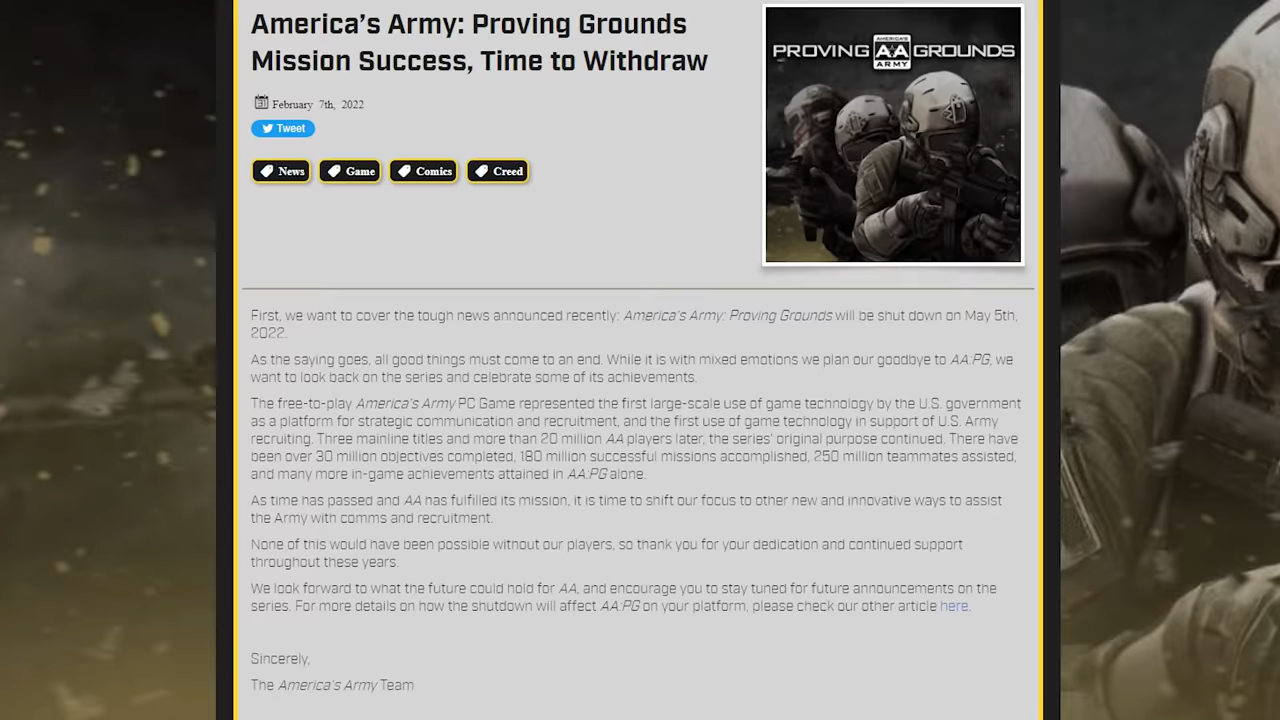 America's Army: Proving Grounds
Mission Success, Time to Withdraw
February 7th, 2022
Tweet
News Game Comics Creed
AMERICA'S
PROVING AA GROUNDS
ARMY
First, we want to cover the tough news announced recently: America's Army: Proving Grounds will be shut down on May 5th,
2022.
As the saying goes, all good things must come to an end. While it is with mixed emotions we plan our goodbye to AA:PG, we
want to look back on the series and celebrate some of its achievements.
The free-to-play America's Army PC Game represented the first large-scale use of game technology by the U.S. government
as a platform for strategic communication and recruitment, and the first use of game technology in support of U.S. Army
recruiting. Three mainline titles and more than 20 million AA players later, the series' original purpose continued. There have
been over 30 million objectives completed, 180 million successful missions accomplished, 250 million teammates assisted,
and many more in-game achievements attained in AA:PG alone.
As time has passed and AA has fulfilled its mission, it is time to shift our focus to other new and innovative ways to assist
the Army with comms and recruitment.
None of this would have been possible without our players, so thank you for your dedication and continued support
throughout these years.
We look forward to what the future could hold for AA, and encourage you to stay tuned for future announcements on the
series. For more details on how the shutdown will affect AA:PG on your platform, please check our other article here.
Sincerely,
The America's Army Team